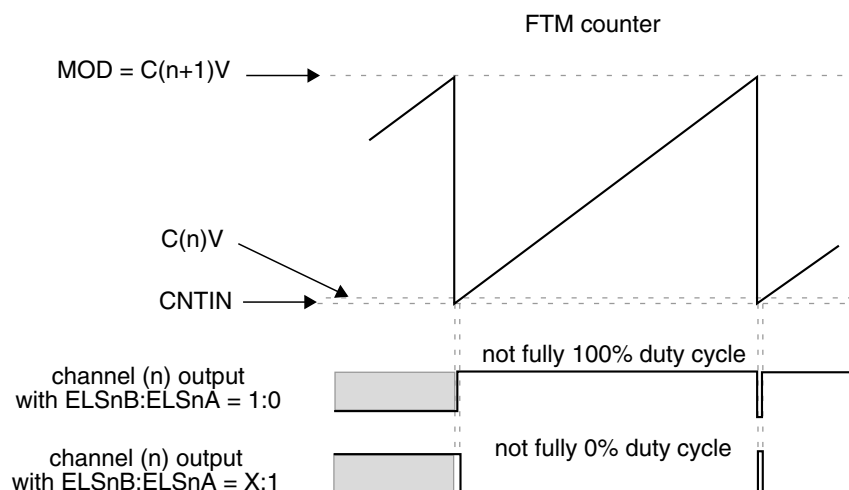 FTM counter
MOD = C(n+1)V
C(n)V
CNTIN
not fully 100% duty cycle
channel (n) output
with ELSnB:ELSnA = 1:0
not fully 0% duty cycle
channel (n) output
with ELSnB:ELSnA = X:1